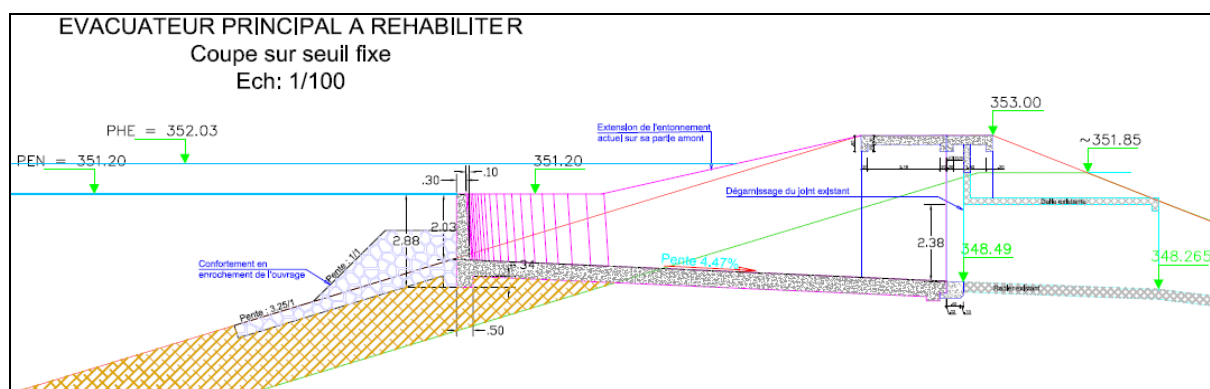 EVACUATEUR PRINCIPAL A REHABILITER
Coupe sur seuil fixe
Ech: 1/100
PHE = 352.03
PEN = 351.20
Extension de l'entonnement
actuel sur sa partie amont
353.00
~351.85
351.20
.10
.30
Dégarnissage du joint existant
Dalle existante
2.88
2.03
2.38
348.49
348.265
Confortement en
enrochement de l'ouvrage
Pente : 1/1
Pente : 3.25/1
.34
Pente 4.47%
Radier existant
.50